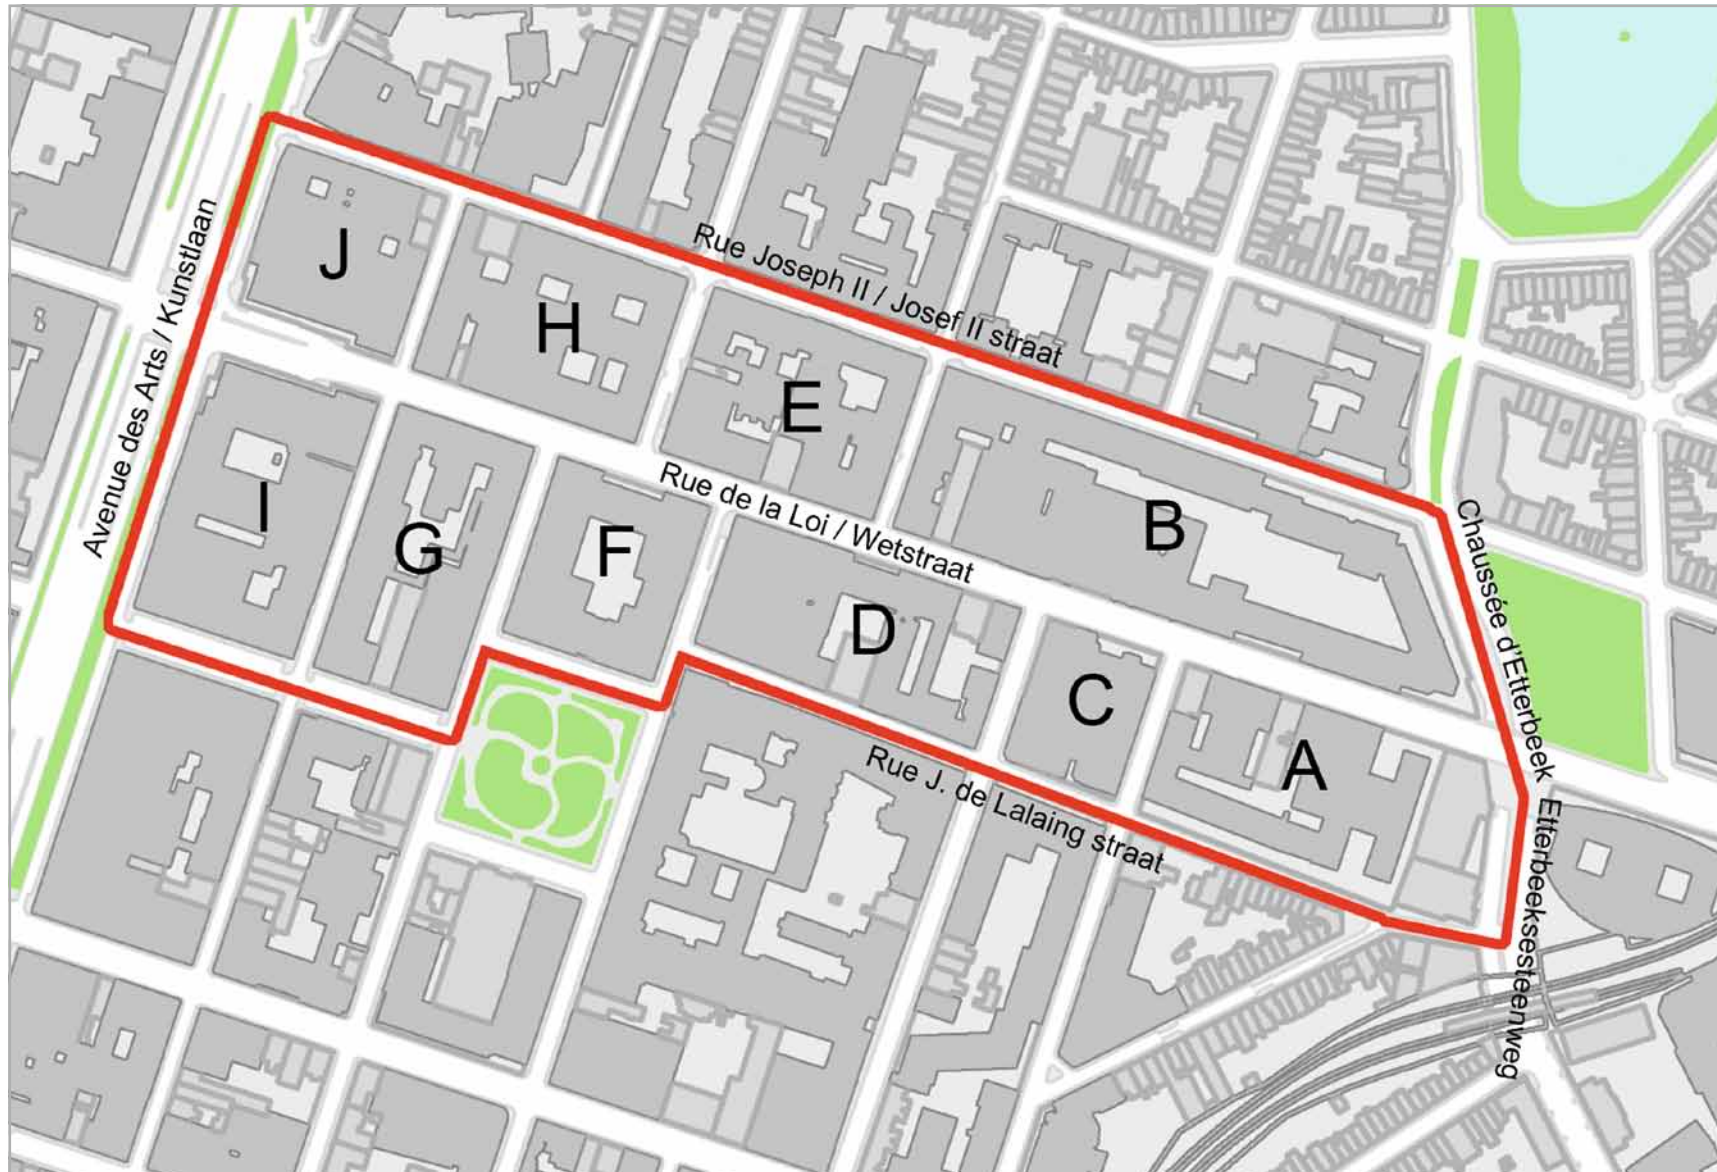 J
H
E
B
I
G
F
D
C
A
Rue Joseph II / Josef II straat
Avenue des Arts / Kunstlaan
Rue de la Loi / Wetstraat
Rue J. de Lalaing straat
Chaussée d'Etterbeek
Etterbeeksesteenweg